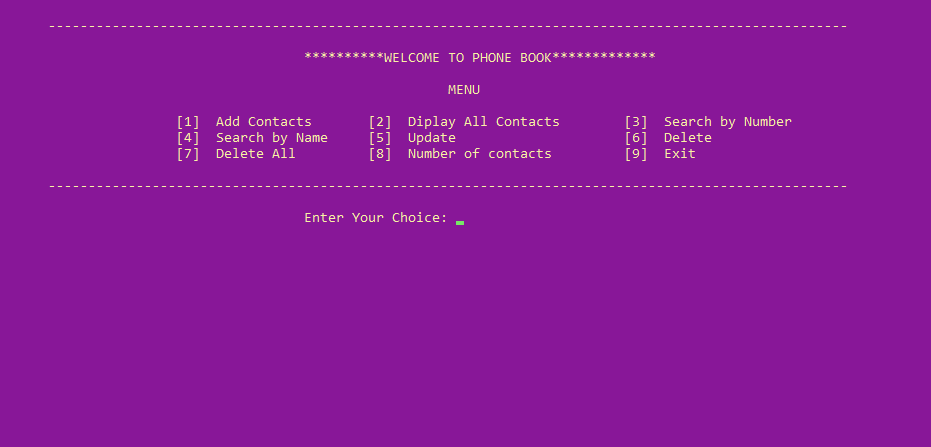 ----------------------------------------------------------------------------------------------------
**********WELCOME TO PHONE BOOK*************
MENU
[1]  Add Contacts       [2]  Diplay All Contacts        [3]  Search by Number
[4]  Search by Name     [5]  Update                     [6]  Delete
[7]  Delete All         [8]  Number of contacts         [9]  Exit
----------------------------------------------------------------------------------------------------
Enter Your Choice: